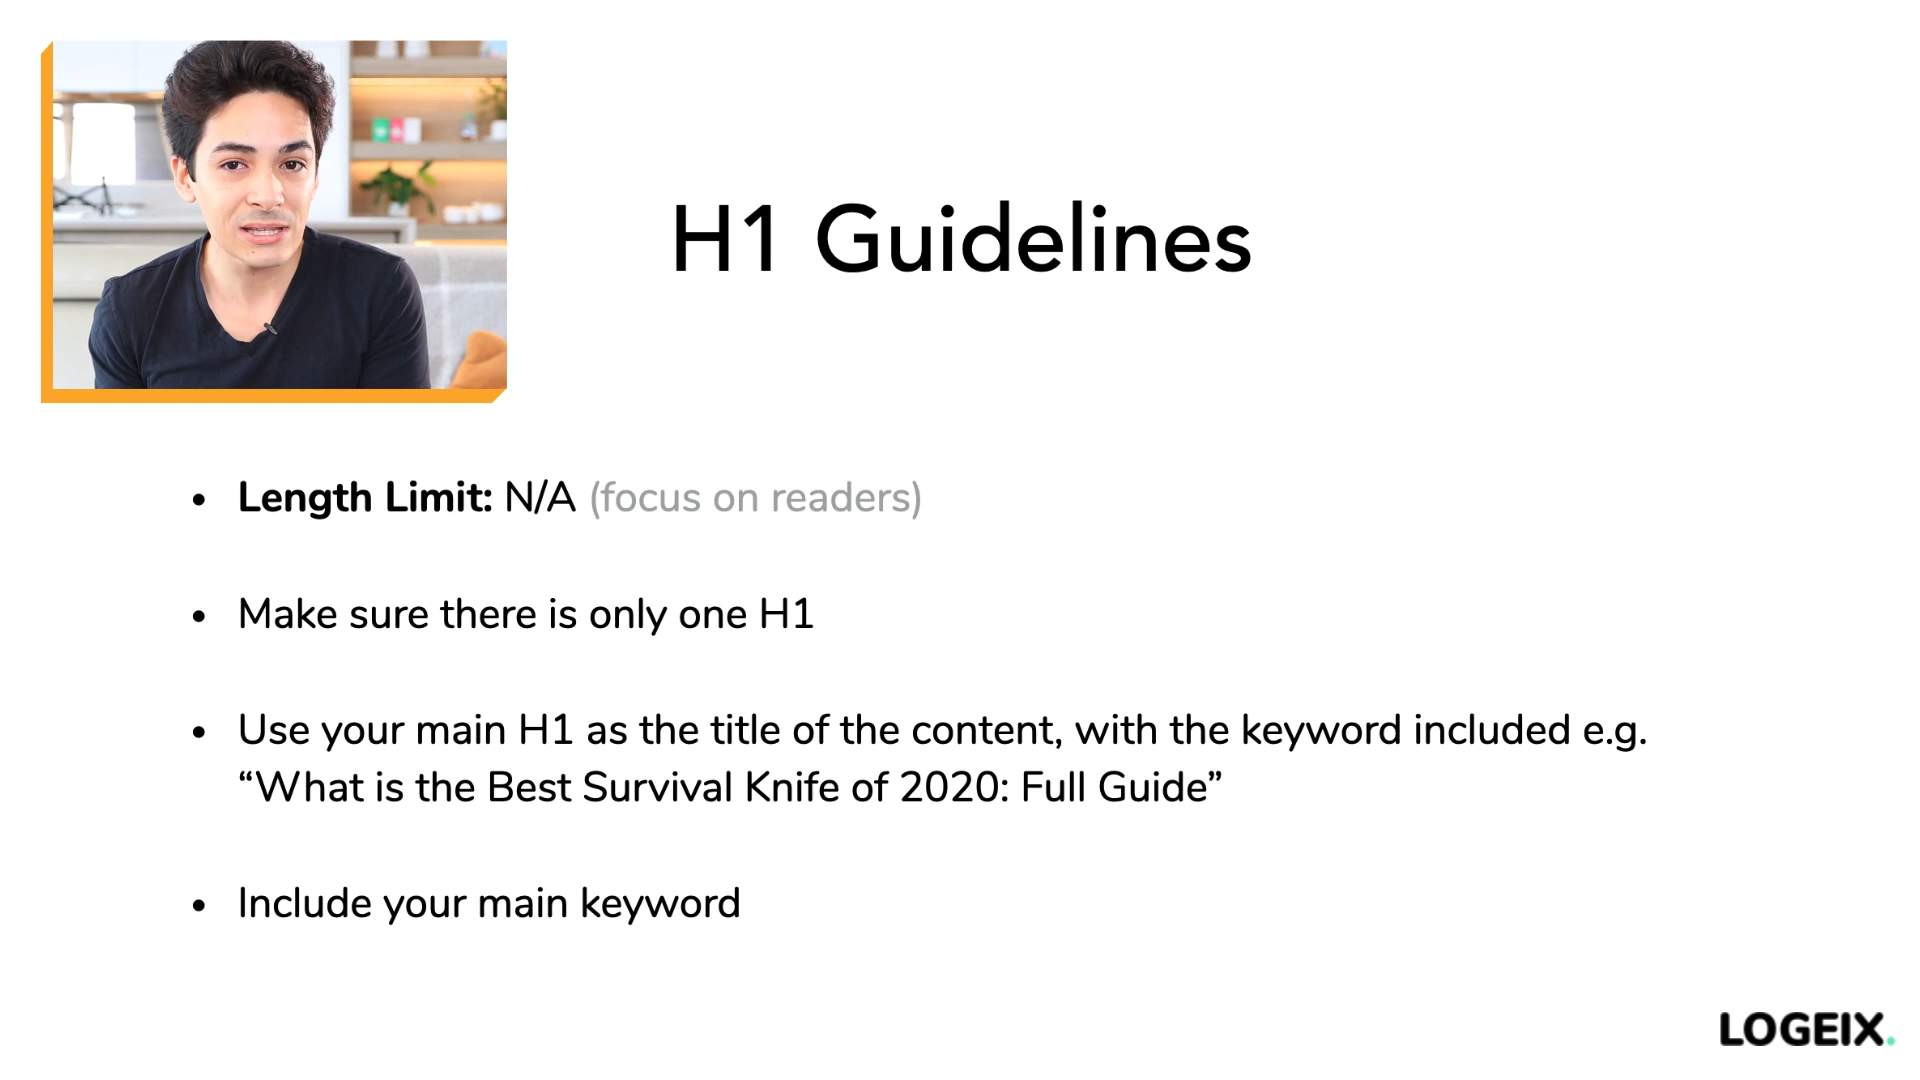 H1 Guidelines
• Length Limit: N/A (focus on readers)
• Make sure there is only one H1
• Use your main H1 as the title of the content, with the keyword included e.g.
“What is the Best Survival Knife of 2020: Full Guide”
• Include your main keyword
LOGEIX.